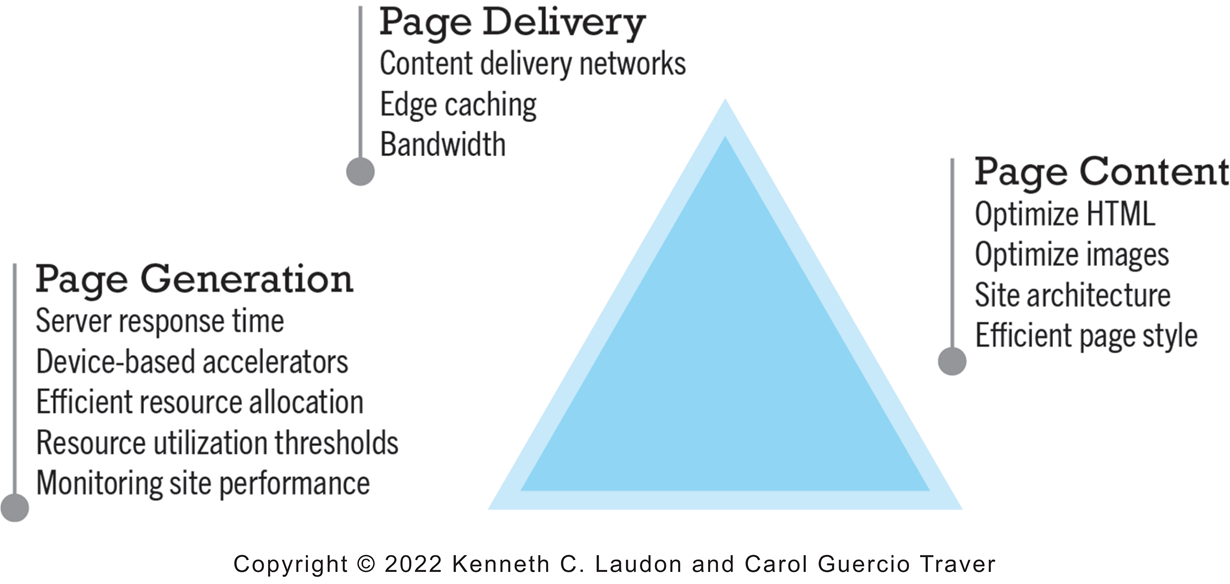 Page Delivery
Content delivery networks
Edge caching
Bandwidth
Page Content
Optimize HTML
Optimize images
Site architecture
Efficient page style
Page Generation
Server response time
Device-based accelerators
Efficient resource allocation
Resource utilization thresholds
Monitoring site performance
Copyright © 2022 Kenneth C. Laudon and Carol Guercio Traver